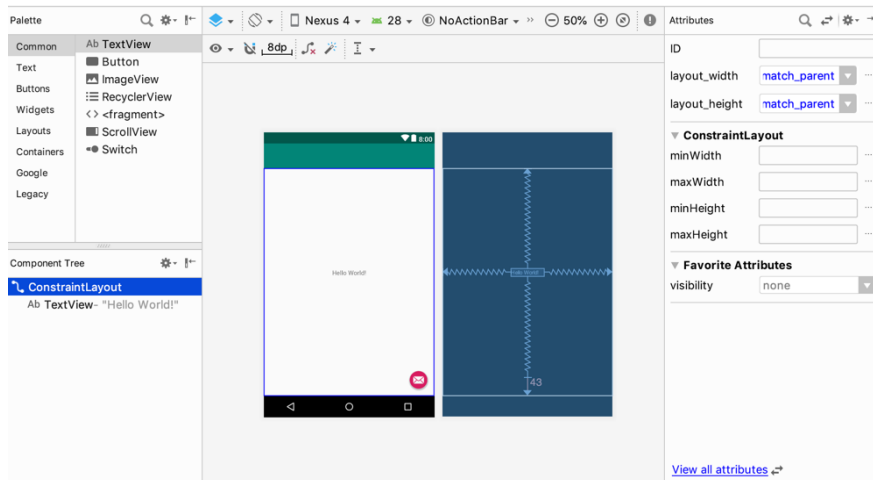 Palette
Common
Text
Buttons
Widgets
Layouts
Containers
Google
Legacy
Ab TextView
Button
ImageView
RecyclerView
<> <fragment>
ScrollView
Switch
Component Tree
ConstraintLayout
Ab TextView- "Hello World!"
Nexus 4
28
NoActionBar
50%
8dp
8:00
Hello World!
Hello World!
43
Attributes
ID
layout_width match_parent
layout_height match_parent
ConstraintLayout
minWidth
maxWidth
minHeight
maxHeight
Favorite Attributes
visibility none
View all attributes